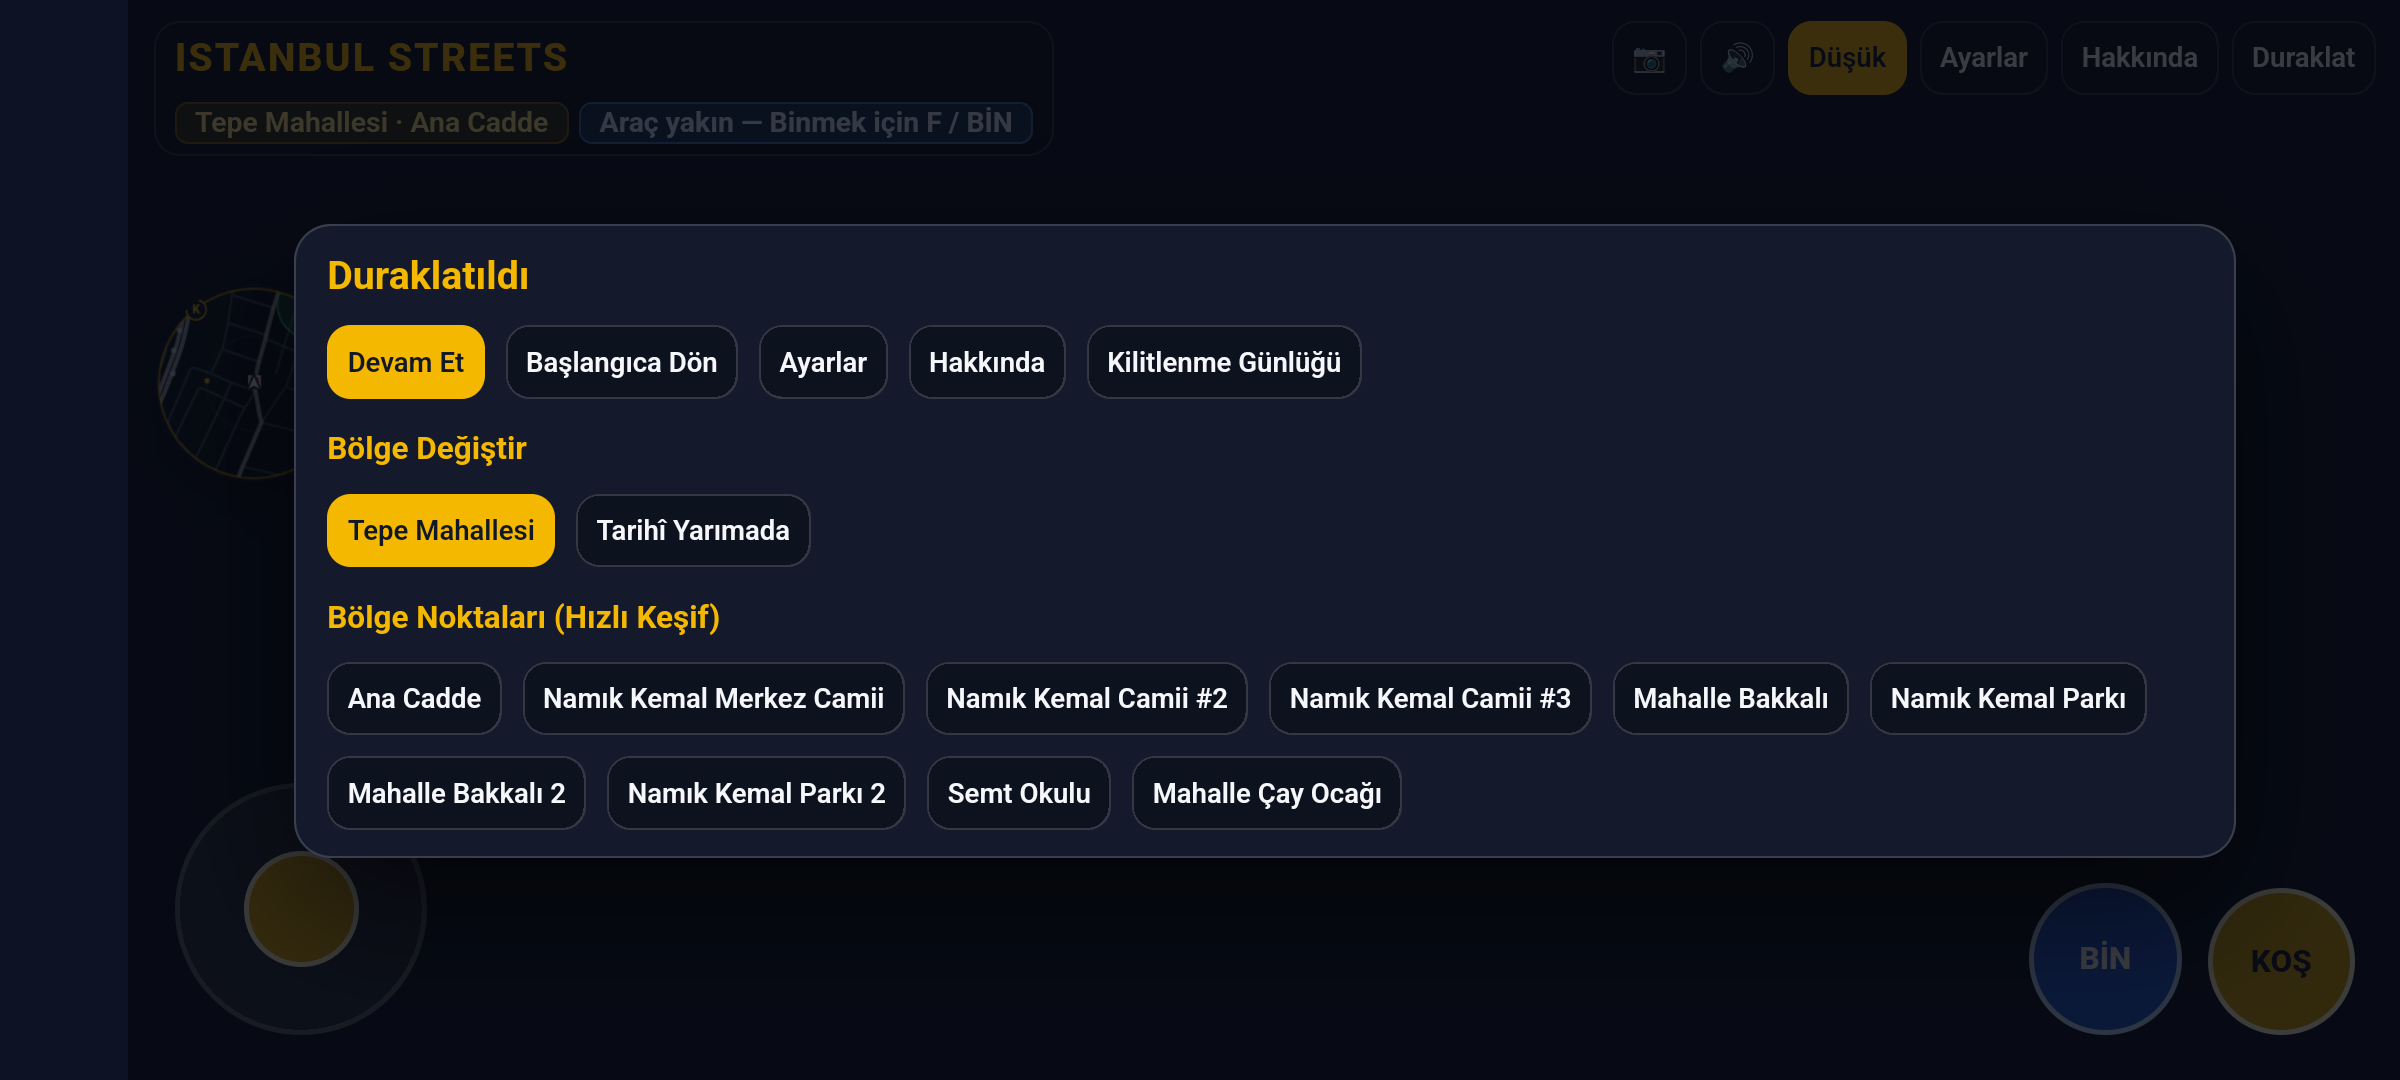 ISTANBUL STREETS
Düşük Ayarlar Hakkında Duraklat
Tepe Mahallesi · Ana Cadde Araç yakın — Binmek için F / BİN
Duraklatıldı
Devam Et Başlangıca Dön Ayarlar Hakkında Kilitlenme Günlüğü
Bölge Değiştir
K
Tepe Mahallesi Tarihî Yarımada
Bölge Noktaları (Hızlı Keşif)
Ana Cadde Namık Kemal Merkez Camii Namık Kemal Camii #2 Namık Kemal Camii #3 Mahalle Bakkalı Namık Kemal Parkı
Mahalle Bakkalı 2 Namık Kemal Parkı 2 Semt Okulu Mahalle Çay Ocağı
BİN KOŞ